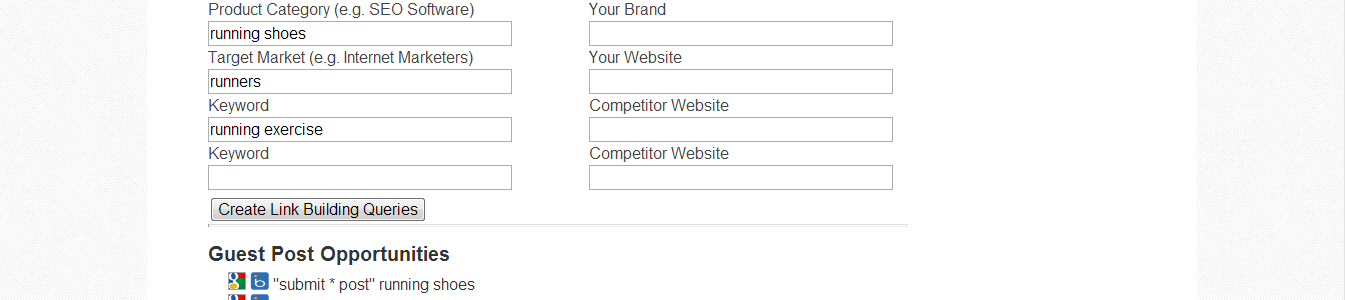 Product Category (e.g. SEO Software) Your Brand
running shoes
Target Market (e.g. Internet Marketers) Your Website
runners
Keyword Competitor Website
running exercise
Keyword Competitor Website
Create Link Building Queries
Guest Post Opportunities
"submit * post" running shoes